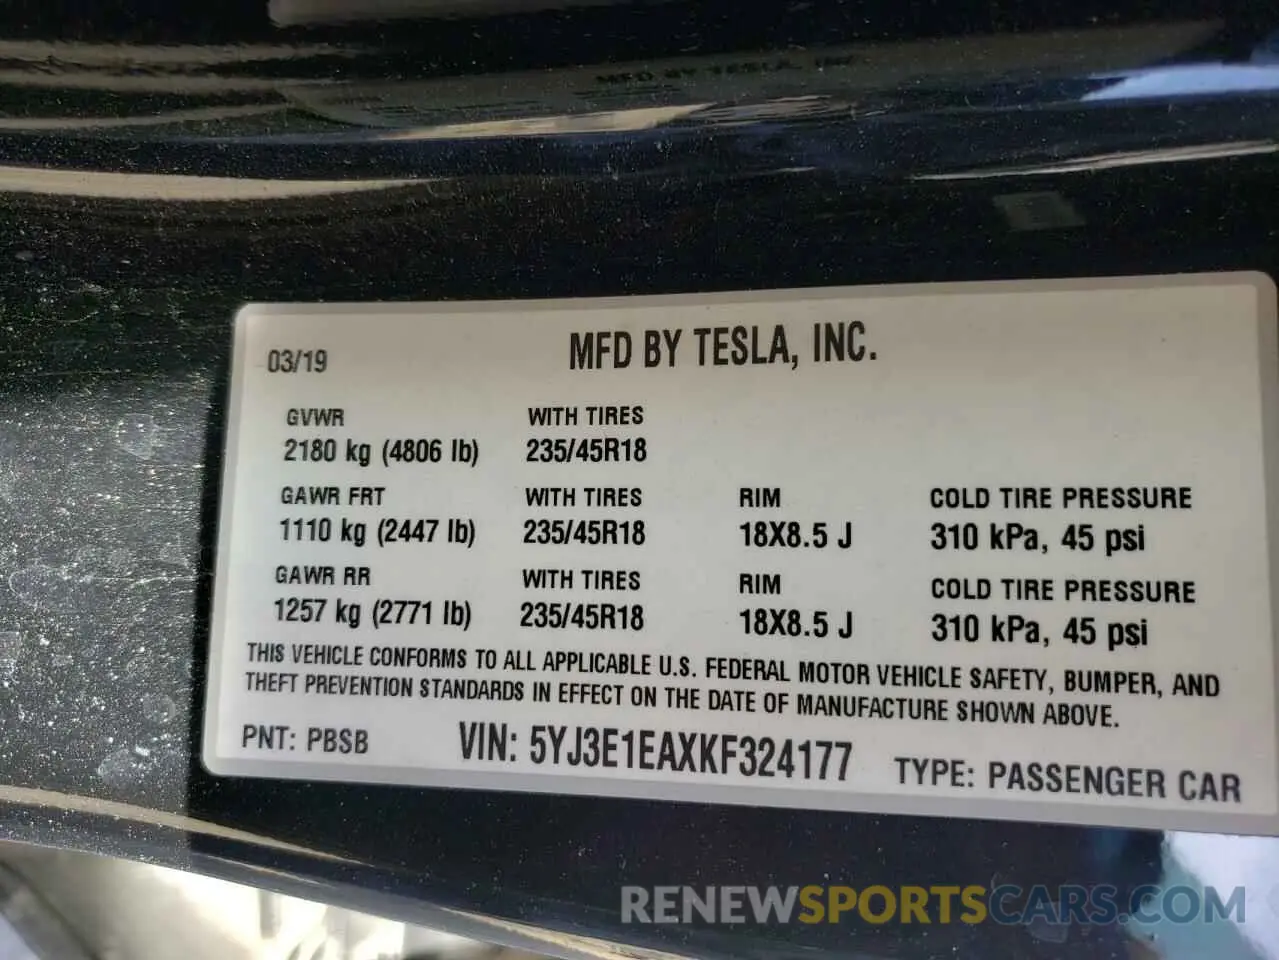 MFD BY TESLA, INC.
03/19
MFD BY TESLA, INC.
GVWR WITH TIRES
2180 kg (4806 lb) 235/45R18
GAWR FRT WITH TIRES RIM COLD TIRE PRESSURE
1110 kg (2447 lb) 235/45R18 18X8.5 J 310 kPa, 45 psi
GAWR RR WITH TIRES RIM COLD TIRE PRESSURE
1257 kg (2771 lb) 235/45R18 18X8.5 J 310 kPa, 45 psi
THIS VEHICLE CONFORMS TO ALL APPLICABLE U.S. FEDERAL MOTOR VEHICLE SAFETY, BUMPER, AND
THEFT PREVENTION STANDARDS IN EFFECT ON THE DATE OF MANUFACTURE SHOWN ABOVE.
PNT: PBSB VIN: 5YJ3E1EAXKF324177 TYPE: PASSENGER CAR
RENEWSPORTSCARS.COM